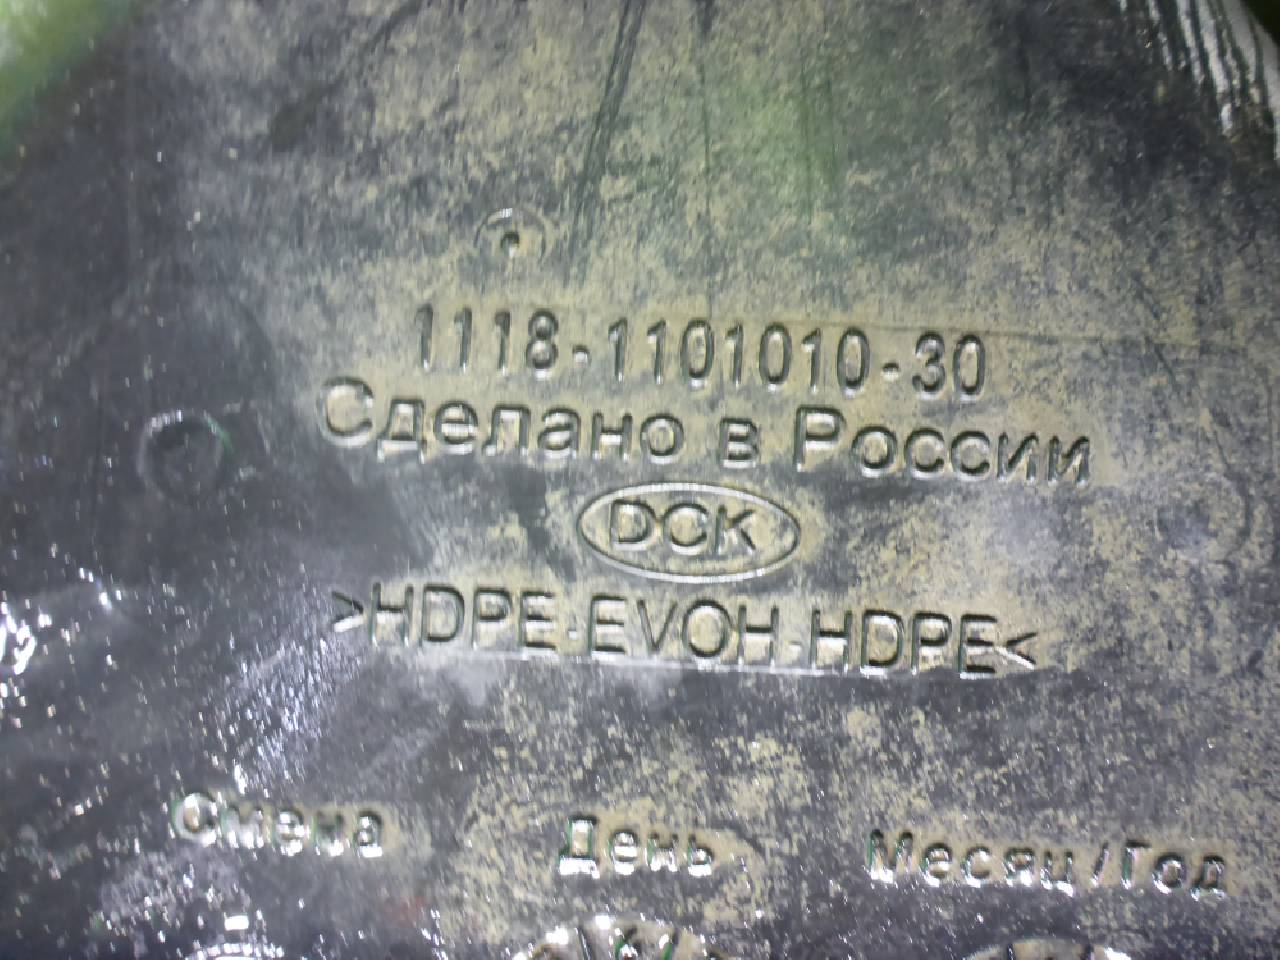 1118-1101010-30
Сделано в России
DCK
>HDPE.EVOH.HDPE<
Смена День Месяц/Год